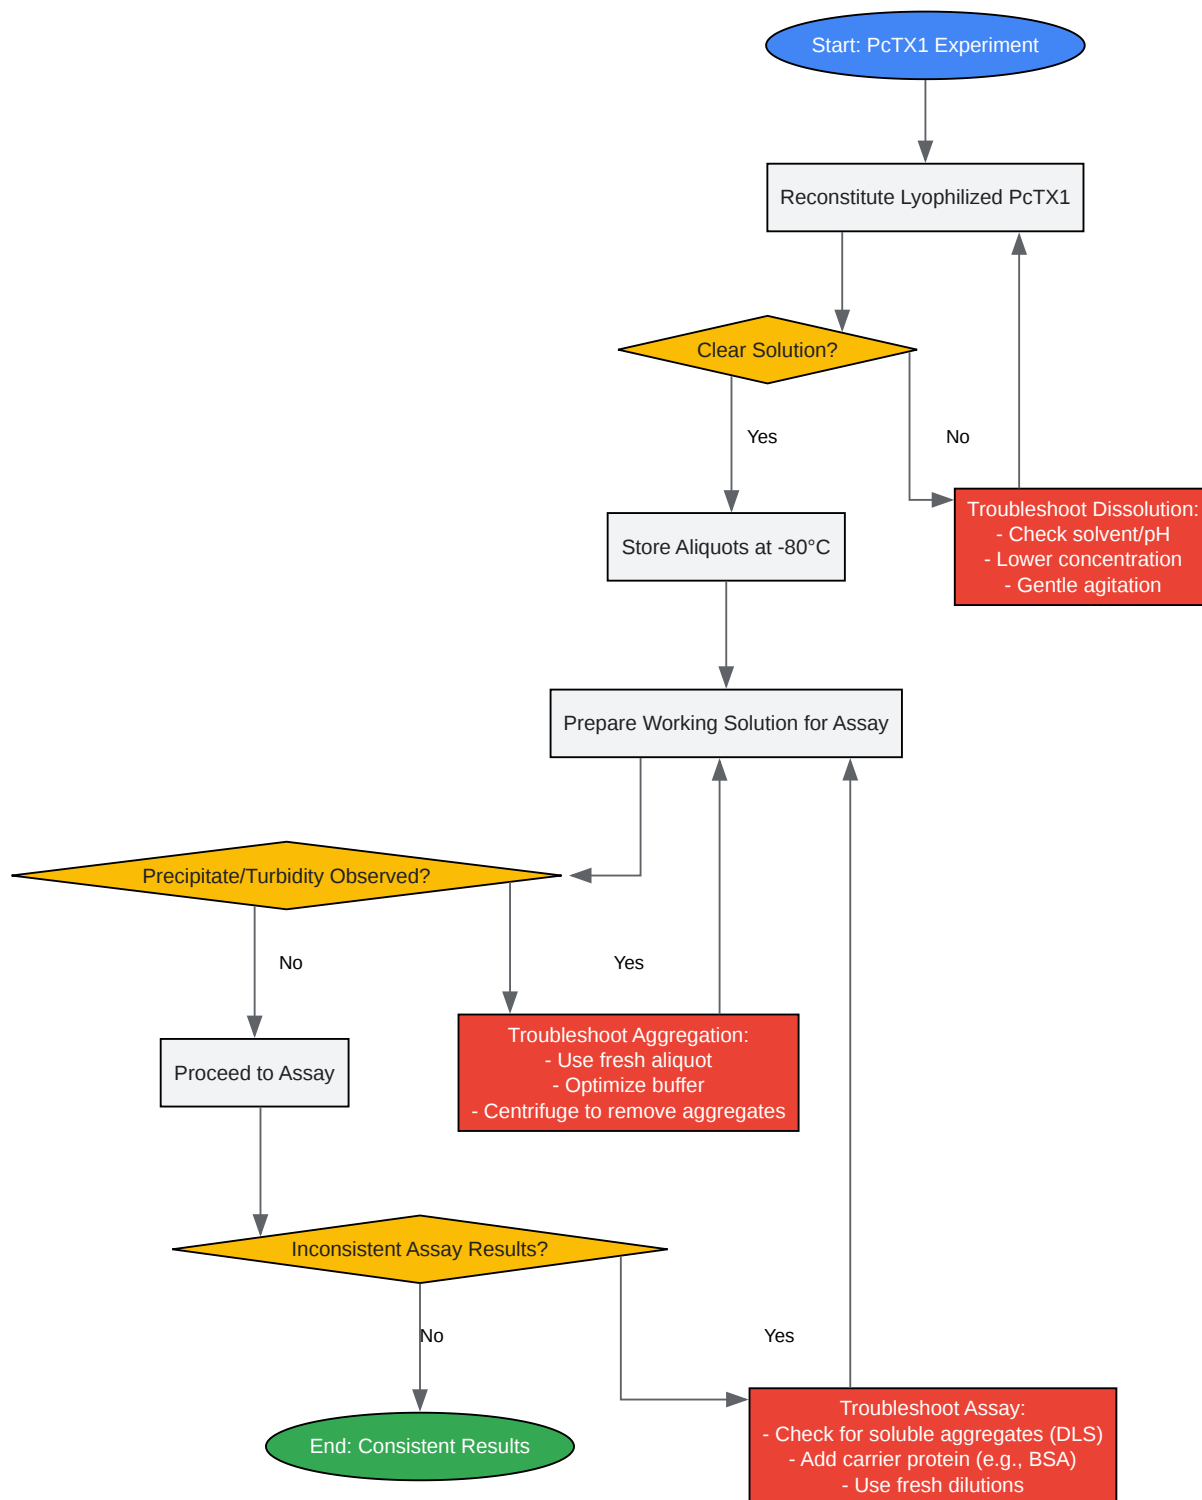 Start: PcTX1 Experiment
Reconstitute Lyophilized PcTX1
Clear Solution?
Yes
No
Troubleshoot Dissolution:
- Check solvent/pH
- Lower concentration
- Gentle agitation
Store Aliquots at -80°C
Prepare Working Solution for Assay
Precipitate/Turbidity Observed?
No
Yes
Troubleshoot Aggregation:
- Use fresh aliquot
- Optimize buffer
- Centrifuge to remove aggregates
Proceed to Assay
Inconsistent Assay Results?
No
Yes
Troubleshoot Assay:
- Check for soluble aggregates (DLS)
- Add carrier protein (e.g., BSA)
- Use fresh dilutions
End: Consistent Results